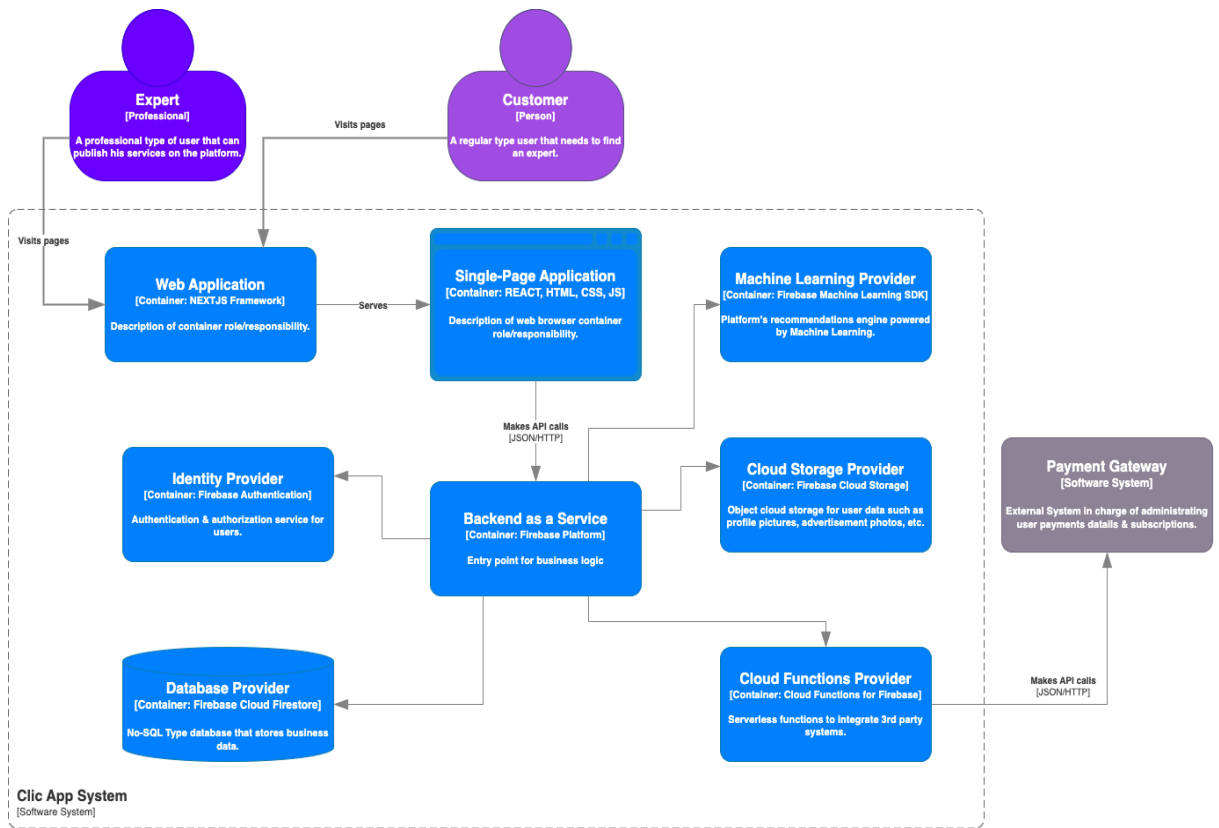 Expert
[Professional]
A professional type of user that can
publish his services on the platform.
Customer
[Person]
A regular type user that needs to find
an expert.
Visits pages
Visits pages
Web Application
[Container: NEXTJS Framework]
Description of container role/responsibility.
Serves
Single-Page Application
[Container: REACT, HTML, CSS, JS]
Description of web browser container
role/responsibility.
Machine Learning Provider
[Container: Firebase Machine Learning SDK]
Platform's recommendations engine powered
by Machine Learning.
Makes API calls
[JSON/HTTP]
Identity Provider
[Container: Firebase Authentication]
Authentication & authorization service for
users.
Backend as a Service
[Container: Firebase Platform]
Entry point for business logic
Cloud Storage Provider
[Container: Firebase Cloud Storage]
Object cloud storage for user data such as
profile pictures, advertisement photos, etc.
Payment Gateway
[Software System]
External System in charge of administrating
user payments datails & subscriptions.
Database Provider
[Container: Firebase Cloud Firestore]
No-SQL Type database that stores business
data.
Cloud Functions Provider
[Container: Cloud Functions for Firebase]
Serverless functions to integrate 3rd party
systems.
Makes API calls
[JSON/HTTP]
Clic App System
[Software System]